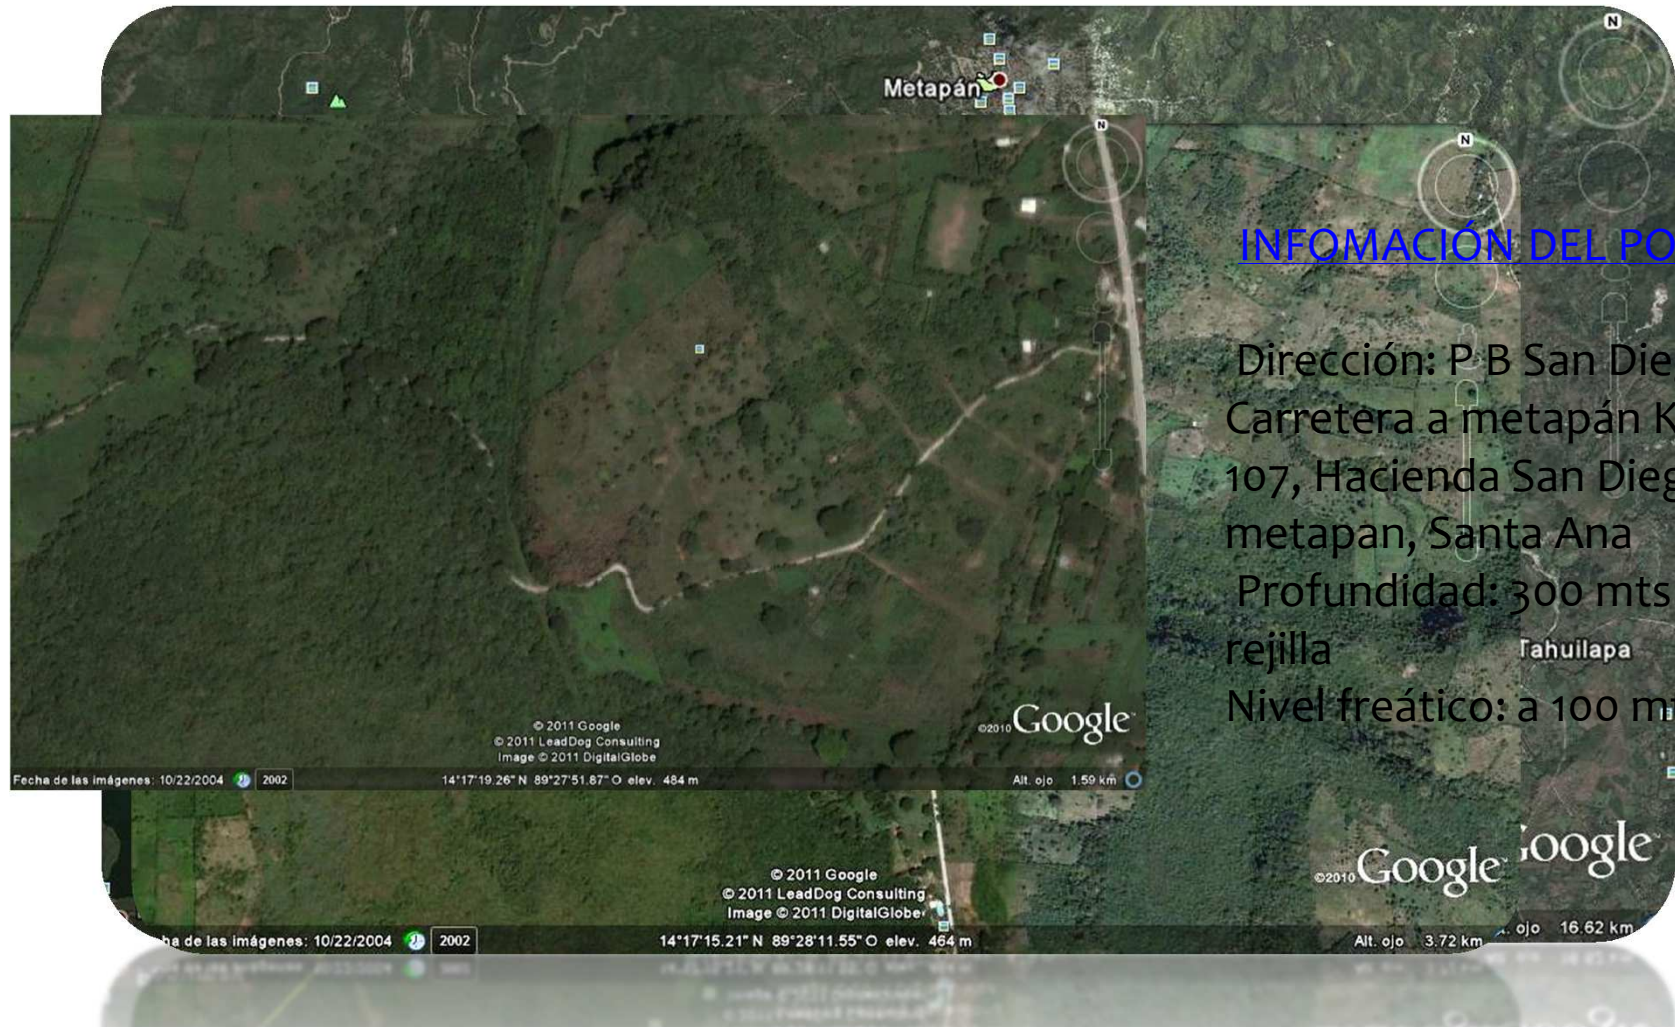 N
Metapán
N
N
INFOMACIÓN DEL PO
Dirección: P B San Die
Carretera a metapán K
107, Hacienda San Dieg
metapan, Santa Ana
Profundidad: 300 mts
rejilla
Tahuilapa
Nivel freático: a 100 m
© 2011 Google
© 2011 LeadDog Consulting
Image © 2011 DigitalGlobe
©2010 Google
Fecha de las imágenes: 10/22/2004 2002 14°17'19.26" N 89°27'51.87" O elev. 484 m Alt. ojo 1.59 km
© 2011 Google
© 2011 LeadDog Consulting
Image © 2011 DigitalGlobe
©2010 Google
oogle
ha de las imágenes: 10/22/2004 2002 14°17'15.21" N 89°28'11.55" O elev. 464 m Alt. ojo 3.72 km
ojo 16.62 km